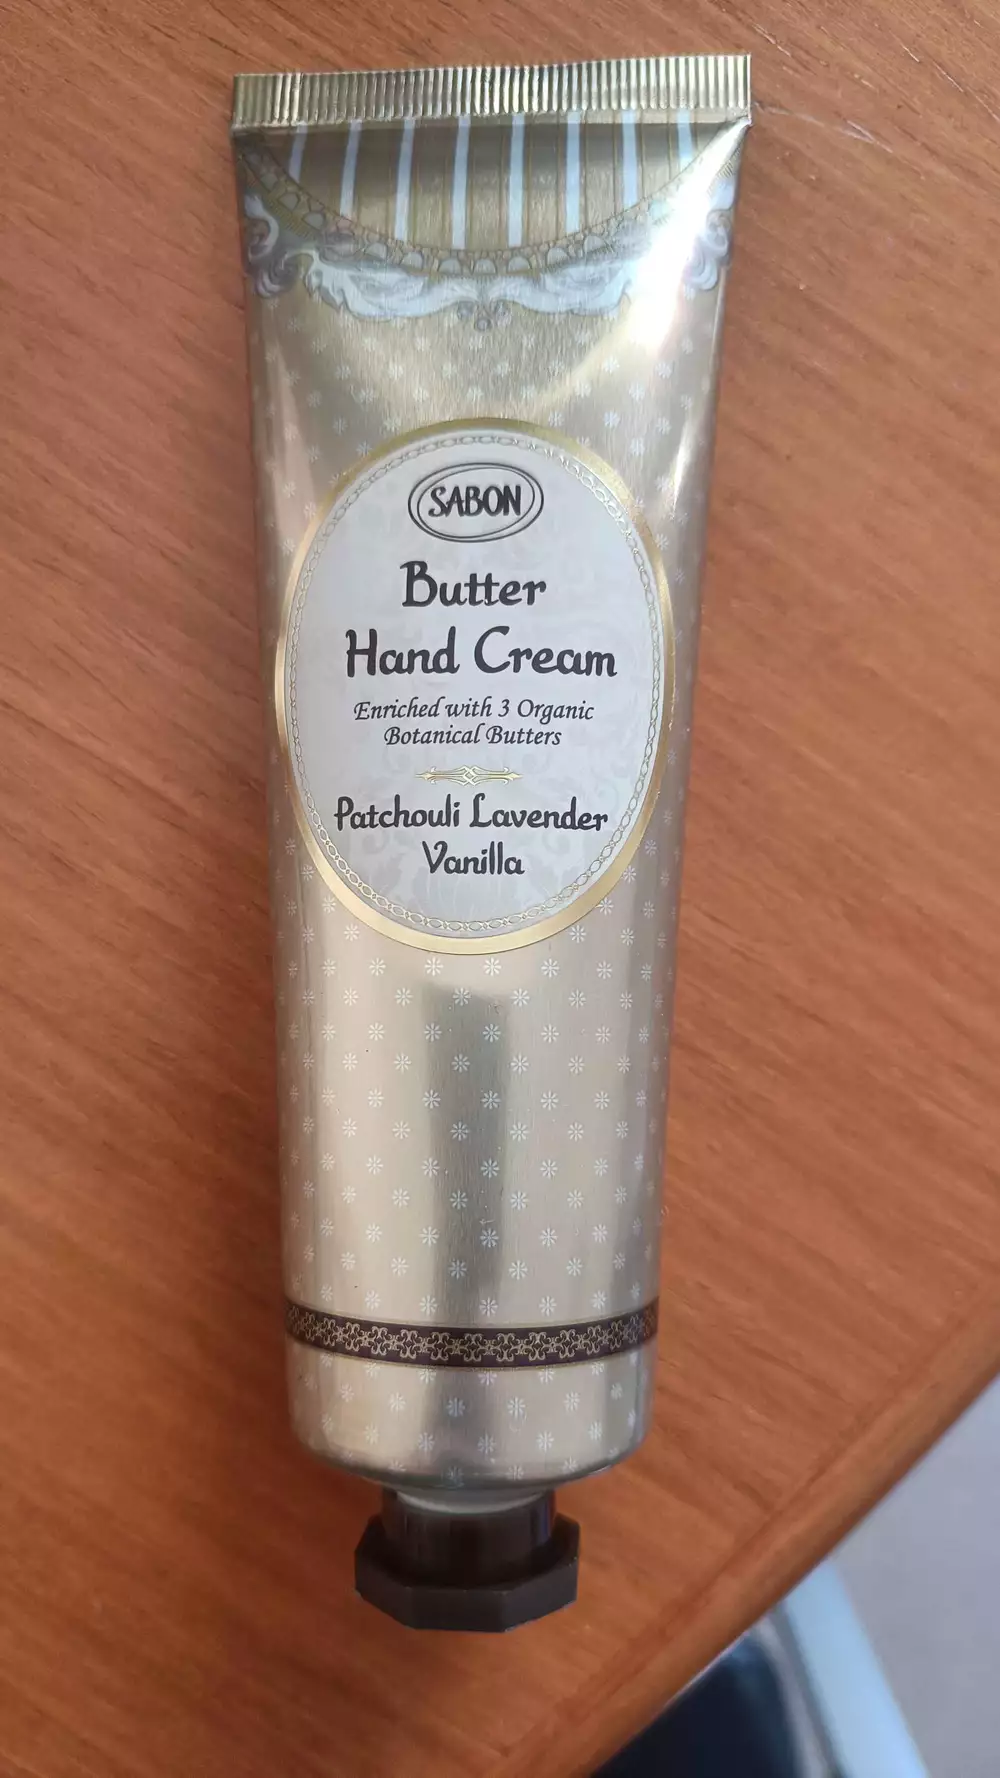 SABON
Butter
Hand Cream
Enriched with 3 Organic
Botanical Butters
Patchouli Lavender
Vanilla